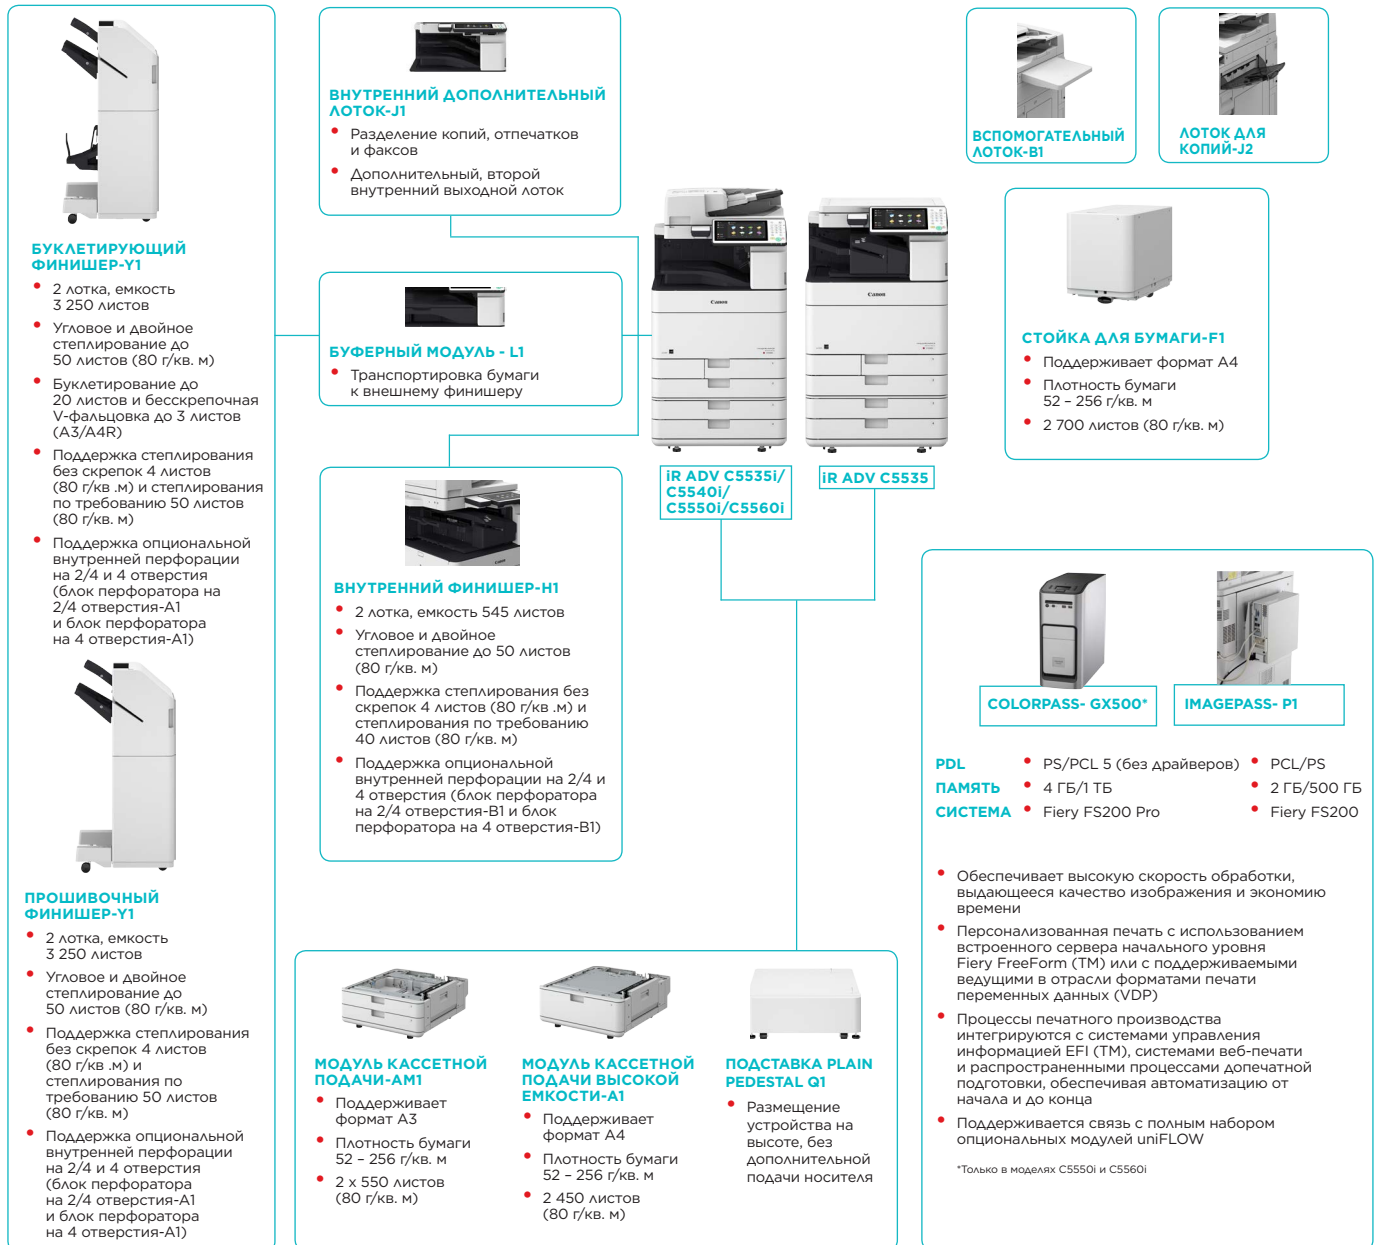 БУКЛЕТИРУЮЩИЙ
ФИНИШЕР-Y1
• 2 лотка, емкость
3 250 листов
• Угловое и двойное
степлирование до
50 листов (80 г/кв. м)
• Буклетирование до
20 листов и бесскрепочная
V-фальцовка до 3 листов
(A3/A4R)
• Поддержка степлирования
без скрепок 4 листов
(80 г/кв .м) и степлирования
по требованию 50 листов
(80 г/кв. м)
• Поддержка опциональной
внутренней перфорации
на 2/4 и 4 отверстия
(блок перфоратора на
2/4 отверстия-A1
и блок перфоратора
на 4 отверстия-A1)
ПРОШИВОЧНЫЙ
ФИНИШЕР-Y1
• 2 лотка, емкость
3 250 листов
• Угловое и двойное
степлирование до
50 листов (80 г/кв. м)
• Поддержка степлирования
без скрепок 4 листов
(80 г/кв .м) и
степлирования по
требованию 50 листов
(80 г/кв. м)
• Поддержка опциональной
внутренней перфорации
на 2/4 и 4 отверстия
(блок перфоратора
на 2/4 отверстия-A1
и блок перфоратора
на 4 отверстия-A1)
ВНУТРЕННИЙ ДОПОЛНИТЕЛЬНЫЙ
ЛОТОК-J1
• Разделение копий, отпечатков
и факсов
• Дополнительный, второй
внутренний выходной лоток
БУФЕРНЫЙ МОДУЛЬ - L1
• Транспортировка бумаги
к внешнему финишеру
ВНУТРЕННИЙ ФИНИШЕР-H1
• 2 лотка, емкость 545 листов
• Угловое и двойное
степлирование до 50 листов
(80 г/кв. м)
• Поддержка степлирования без
скрепок 4 листов (80 г/кв .м) и
степлирования по требованию
40 листов (80 г/кв. м)
• Поддержка опциональной
внутренней перфорации на 2/4 и
4 отверстия (блок перфоратора
на 2/4 отверстия-B1 и блок
перфоратора на 4 отверстия-B1)
Canon
Canon
iR ADV C5535i/
C5540i/
C5550i/C5560i
iR ADV C5535
ВСПОМОГАТЕЛЬНЫЙ
ЛОТОК-B1
ЛОТОК ДЛЯ
КОПИЙ-J2
СТОЙКА ДЛЯ БУМАГИ-F1
• Поддерживает формат A4
• Плотность бумаги
52 – 256 г/кв. м
• 2 700 листов (80 г/кв. м)
МОДУЛЬ КАССЕТНОЙ
ПОДАЧИ-AM1
• Поддерживает
формат A3
• Плотность бумаги
52 – 256 г/кв. м
• 2 x 550 листов
(80 г/кв. м)
МОДУЛЬ КАССЕТНОЙ
ПОДАЧИ ВЫСОКОЙ
ЕМКОСТИ-A1
• Поддерживает
формат A4
• Плотность бумаги
52 – 256 г/кв. м
• 2 450 листов
(80 г/кв. м)
ПОДСТАВКА PLAIN
PEDESTAL Q1
• Размещение
устройства на
высоте, без
дополнительной
подачи носителя
COLORPASS- GX500*
IMAGEPASS- P1
PDL • PS/PCL 5 (без драйверов) • PCL/PS
ПАМЯТЬ • 4 ГБ/1 ТБ • 2 ГБ/500 ГБ
СИСТЕМА • Fiery FS200 Pro • Fiery FS200
• Обеспечивает высокую скорость обработки,
выдающееся качество изображения и экономию
времени
• Персонализованная печать с использованием
встроенного сервера начального уровня
Fiery FreeForm (TM) или с поддерживаемыми
ведущими в отрасли форматами печати
переменных данных (VDP)
• Процессы печатного производства
интегрируются с системами управления
информацией EFI (TM), системами веб-печати
и распространенными процессами допечатной
подготовки, обеспечивая автоматизацию от
начала и до конца
• Поддерживается связь с полным набором
опциональных модулей uniFLOW
*Только в моделях C5550i и C5560i